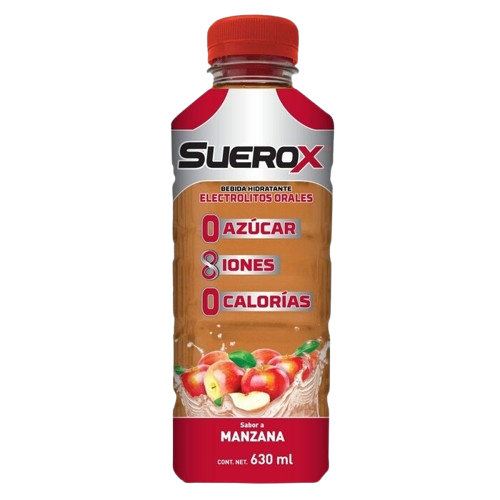 SUEROX
BEBIDA HIDRATANTE
ELECTROLITOS ORALES
0 AZÚCAR
8 IONES
0 CALORÍAS
Sabor a
MANZANA
CONT. NET. 630 ml